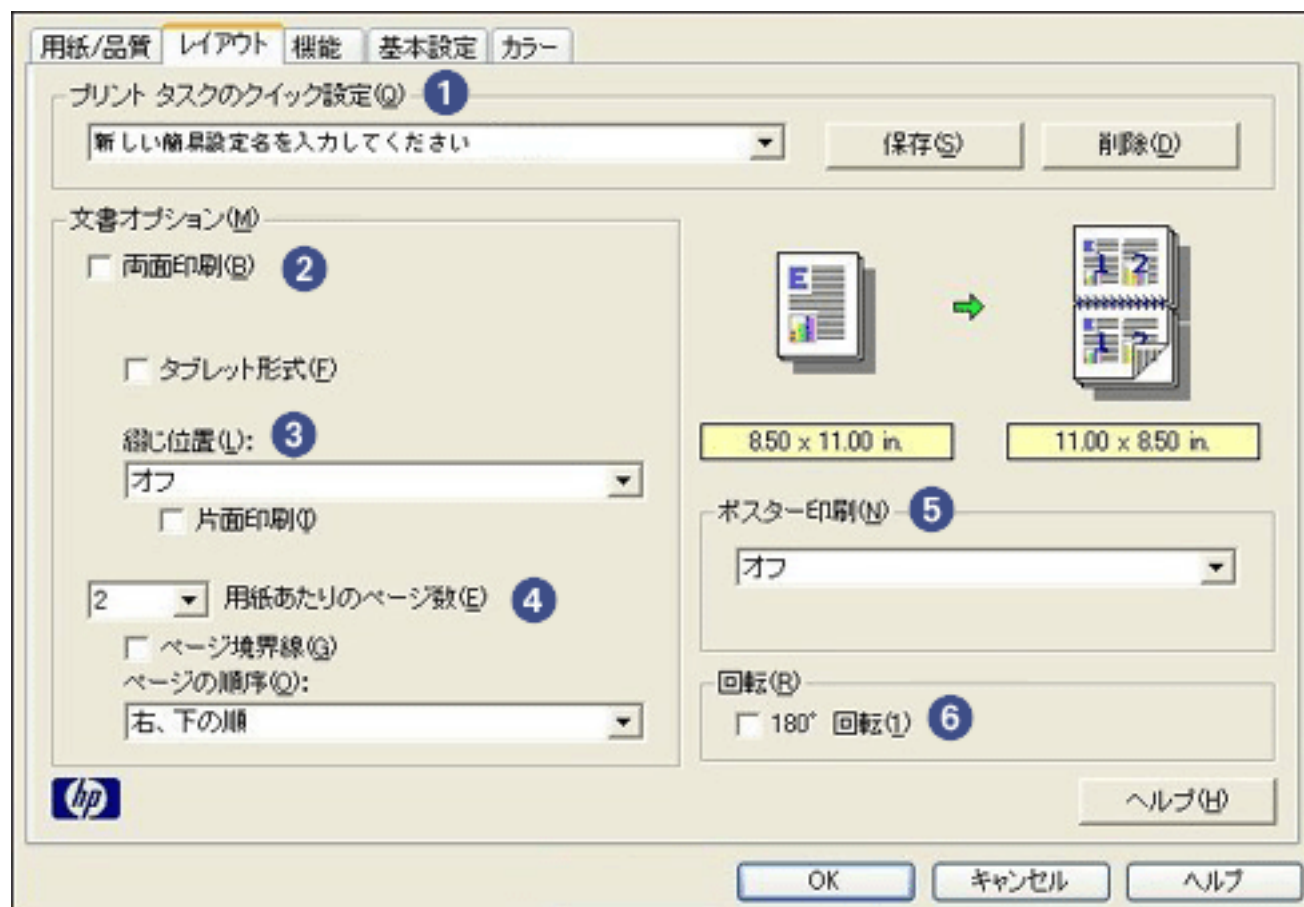 用紙/品質 レイアウト 機能 基本設定 カラー
プリント タスクのクイック設定(Q) 1
新しい簡易設定名を入力してください 保存(S) 削除(D)
文書オプション(M)
両面印刷(B) 2
タブレット形式(F)
綴じ位置(L): 3
オフ
片面印刷(I)
2 用紙あたりのページ数(E) 4
ページ境界線(G)
ページの順序(O):
右、下の順
E
1 2
1 2
8.50 x 11.00 in. 11.00 x 8.50 in.
ポスター印刷(N) 5
オフ
回転(R)
180° 回転(1) 6
hp
ヘルプ(H)
OK キャンセル ヘルプ